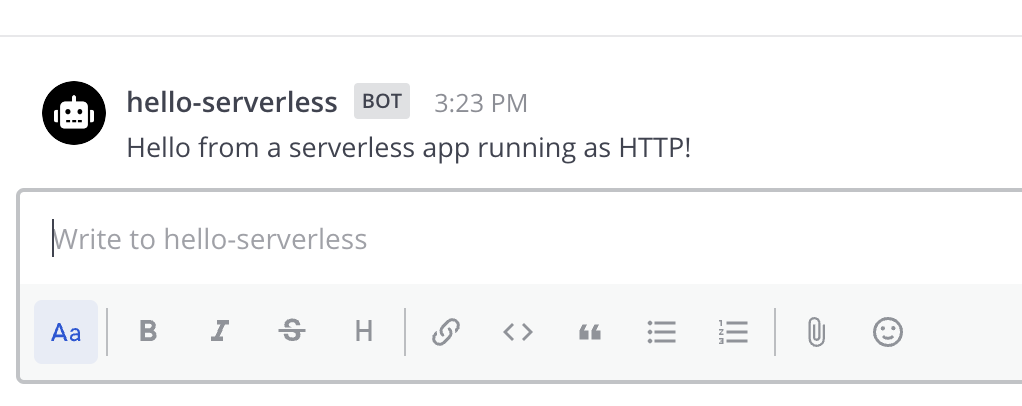 hello-serverless BOT 3:23 PM
Hello from a serverless app running as HTTP!
Write to hello-serverless
Aa B I S H